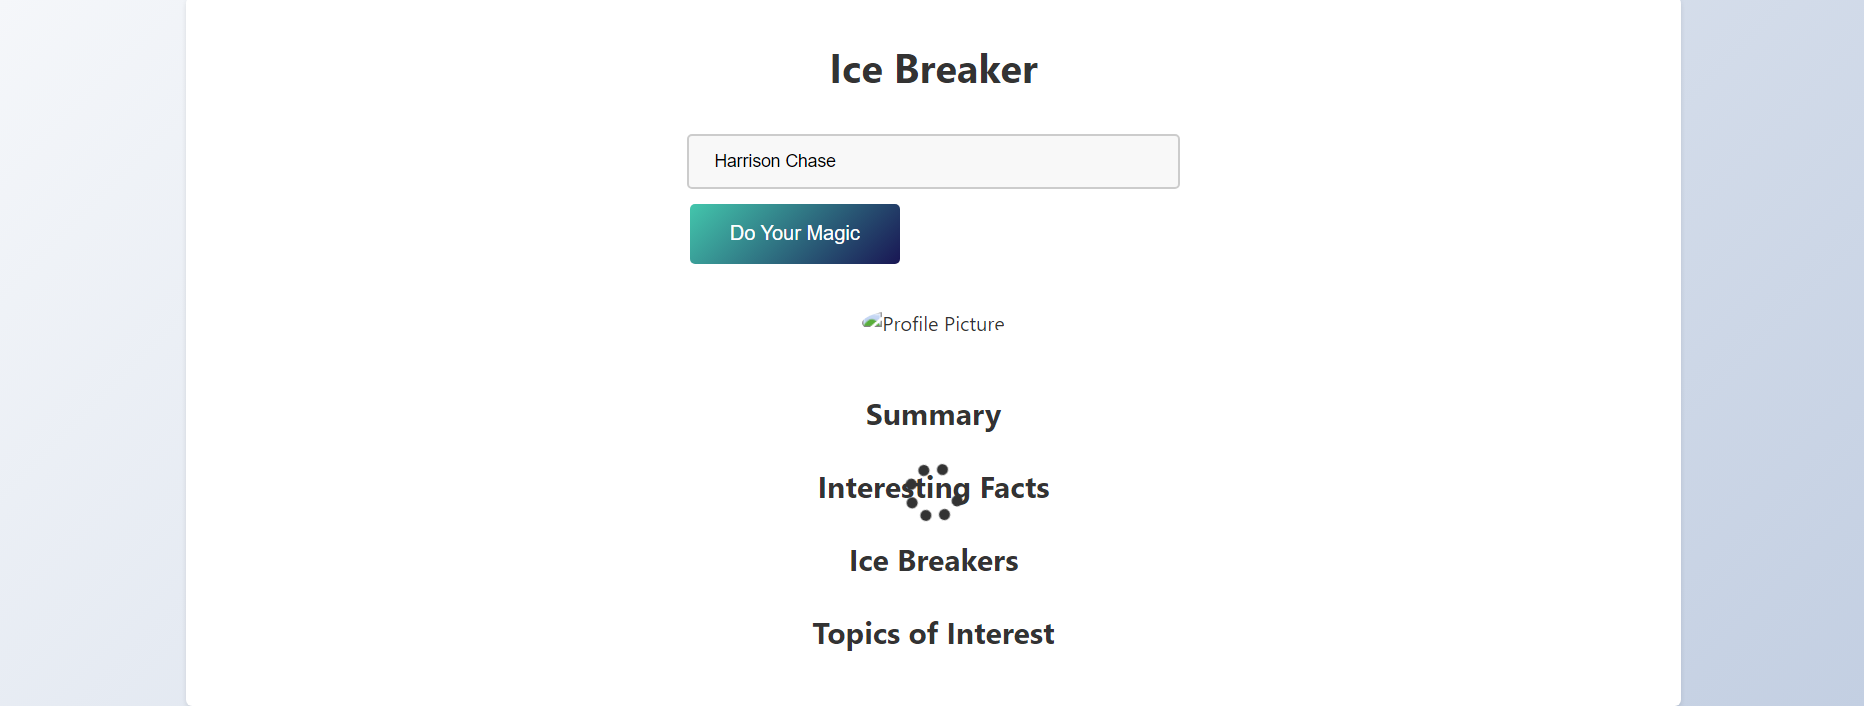 Ice Breaker
Harrison Chase
Do Your Magic
Profile Picture
Summary
Interesting Facts
Ice Breakers
Topics of Interest